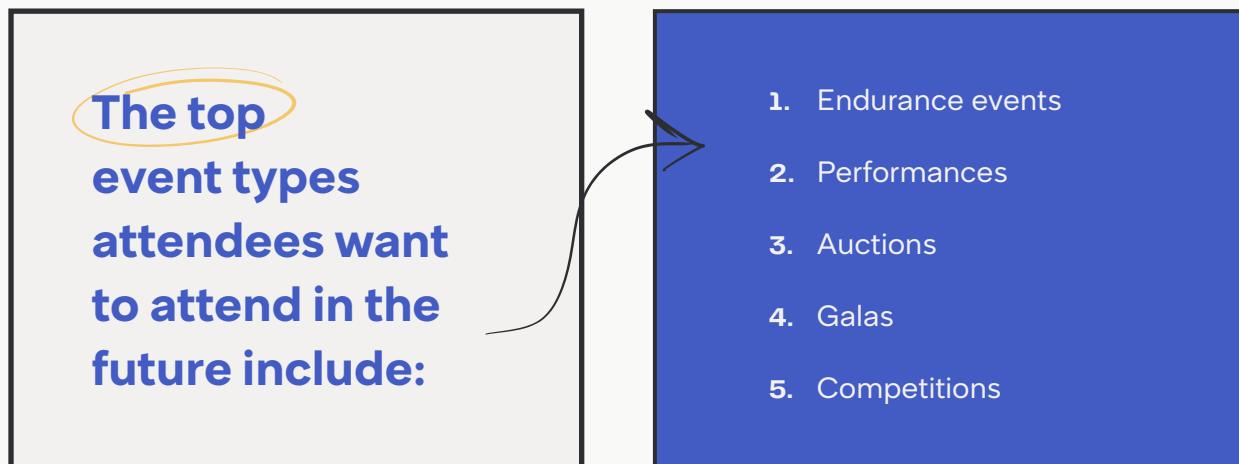 The top
event types
attendees want
to attend in the
future include:
1. Endurance events
2. Performances
3. Auctions
4. Galas
5. Competitions